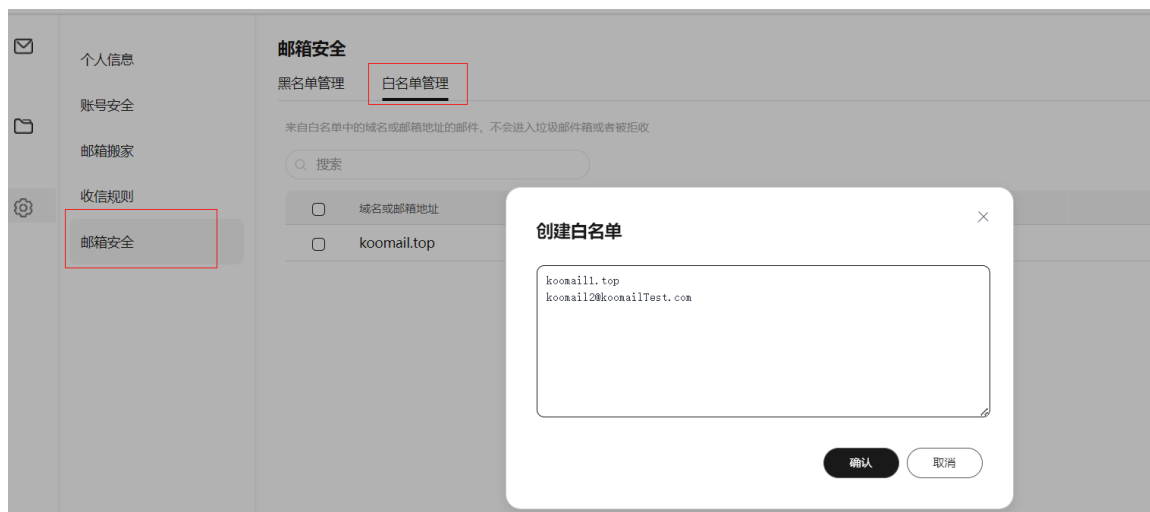 个人信息
账号安全
邮箱搬家
收信规则
邮箱安全
邮箱安全
黑名单管理 白名单管理
来自白名单中的域名或邮箱地址的邮件，不会进入垃圾邮件箱或者被拒收
搜索
域名或邮箱地址
koomail.top
创建白名单
koomail1.top
koomail2@koomailTest.com
确认 取消